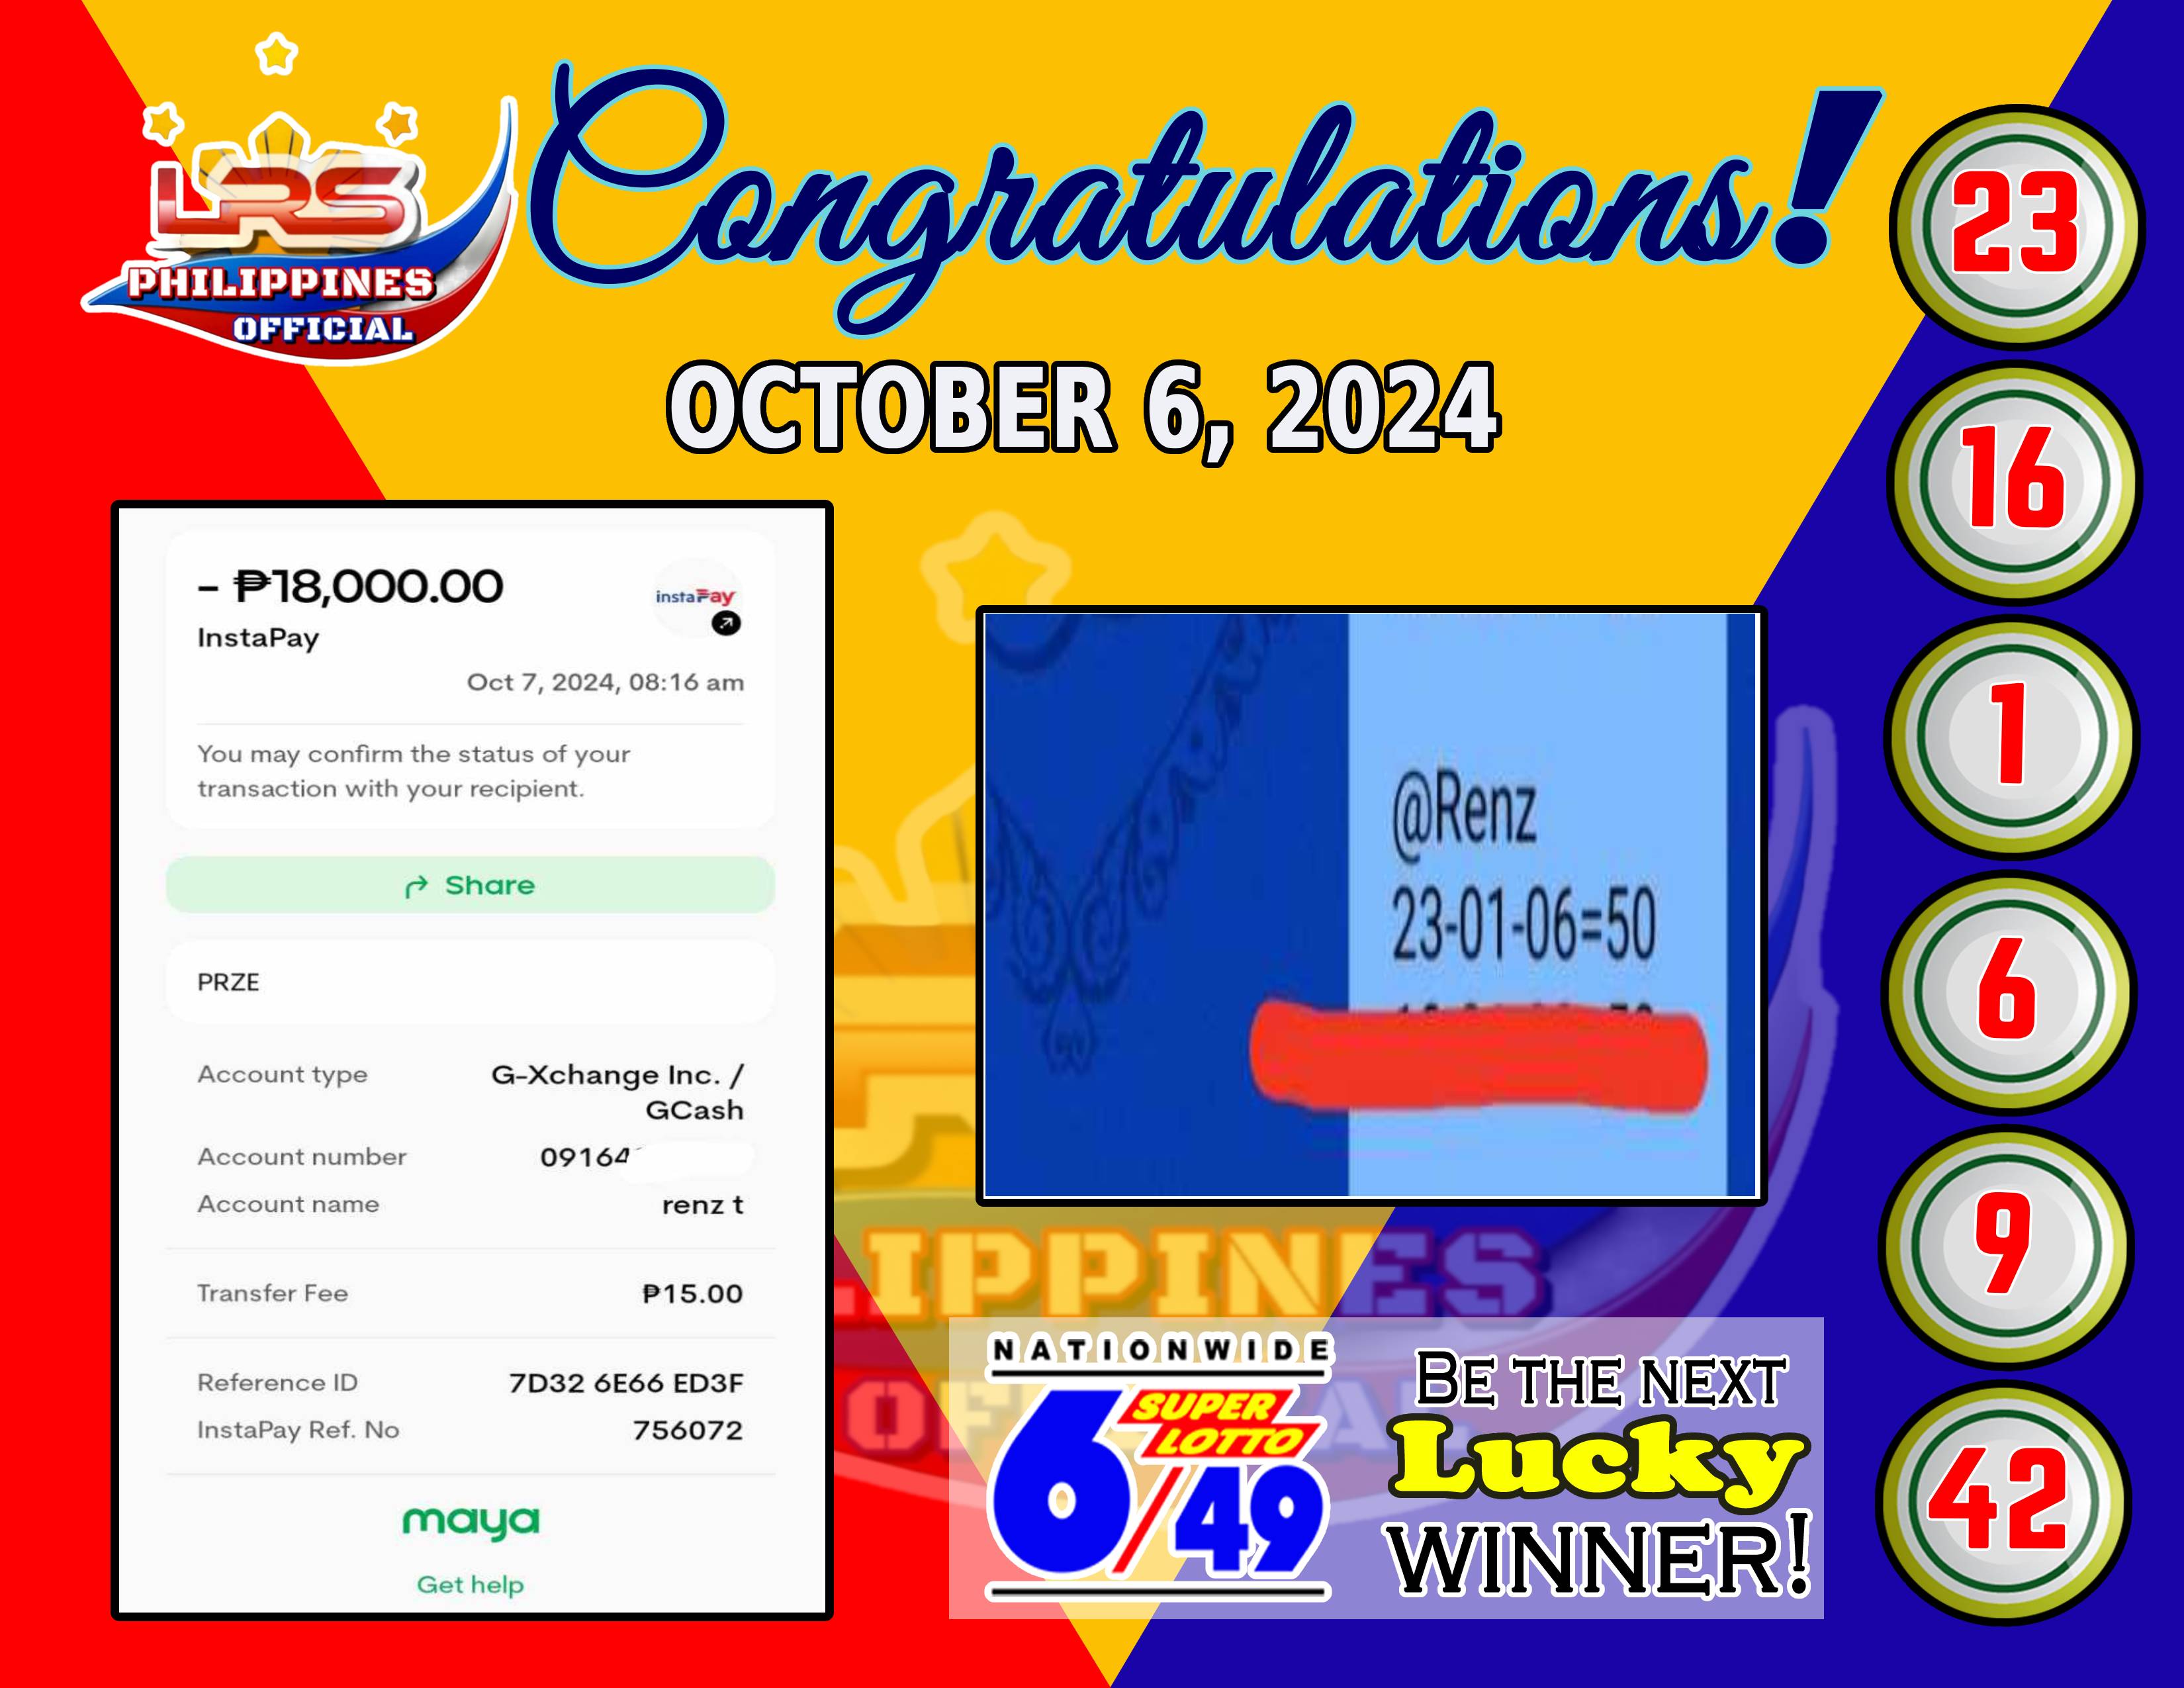 LRS
PHILIPPINES
OFFICIAL
Congratulations!
OCTOBER 6, 2024
- ₱18,000.00
instaPay
InstaPay
Oct 7, 2024, 08:16 am
You may confirm the status of your
transaction with your recipient.
Share
PRZE
Account type G-Xchange Inc. /
GCash
Account number 09164
Account name renz t
Transfer Fee ₱15.00
Reference ID 7D32 6E66 ED3F
InstaPay Ref. No 756072
maya
Get help
@Renz
23-01-06=50
IPPINES
NATIONWIDE
SUPER
LOTTO
6/49
BE THE NEXT
Lucky
WINNER!
23
16
1
6
9
42